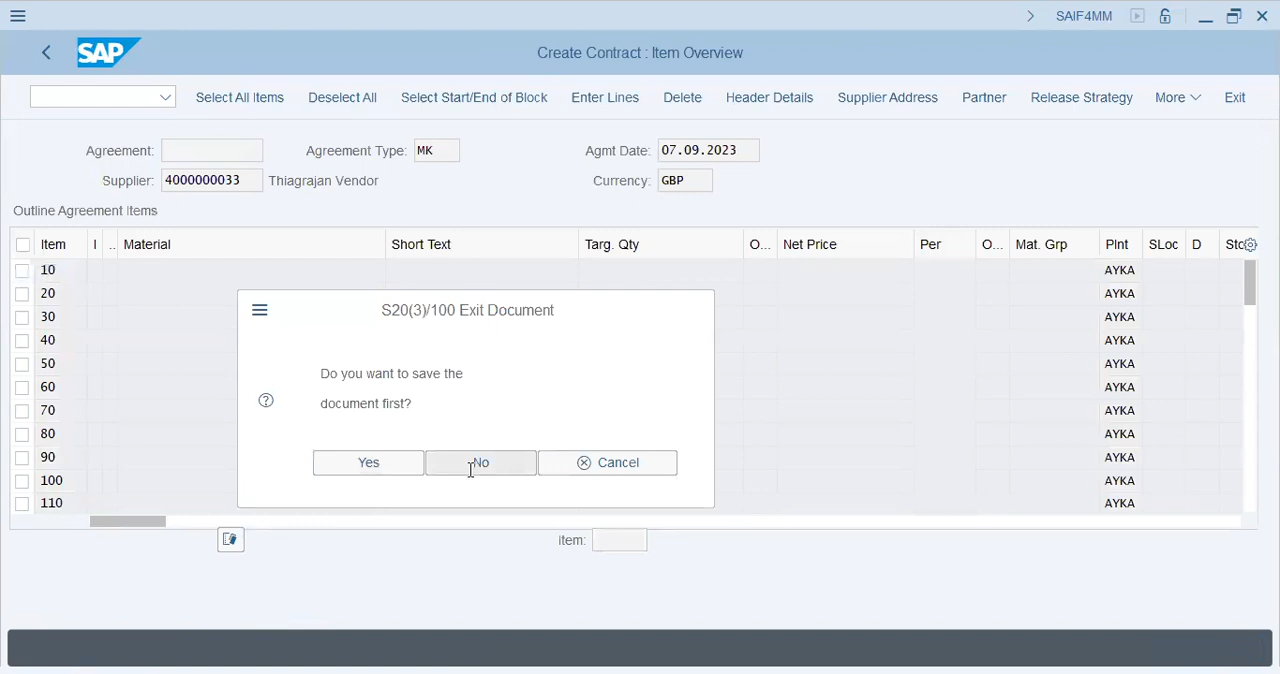 SAIF4MM
SAP Create Contract : Item Overview
Select All Items Deselect All Select Start/End of Block Enter Lines Delete Header Details Supplier Address Partner Release Strategy More Exit
Agreement: Agreement Type: MK Agmt Date: 07.09.2023
Supplier: 4000000033 Thiagrajan Vendor Currency: GBP
Outline Agreement Items
Item I .. Material Short Text Targ. Qty O... Net Price Per O... Mat. Grp Plnt SLoc D Sto
10 AYKA
20 AYKA
30 AYKA
40 AYKA
50 AYKA
60 AYKA
70 AYKA
80 AYKA
90 AYKA
100 AYKA
110 AYKA
S20(3)/100 Exit Document
Do you want to save the
document first?
Yes No Cancel
Item: